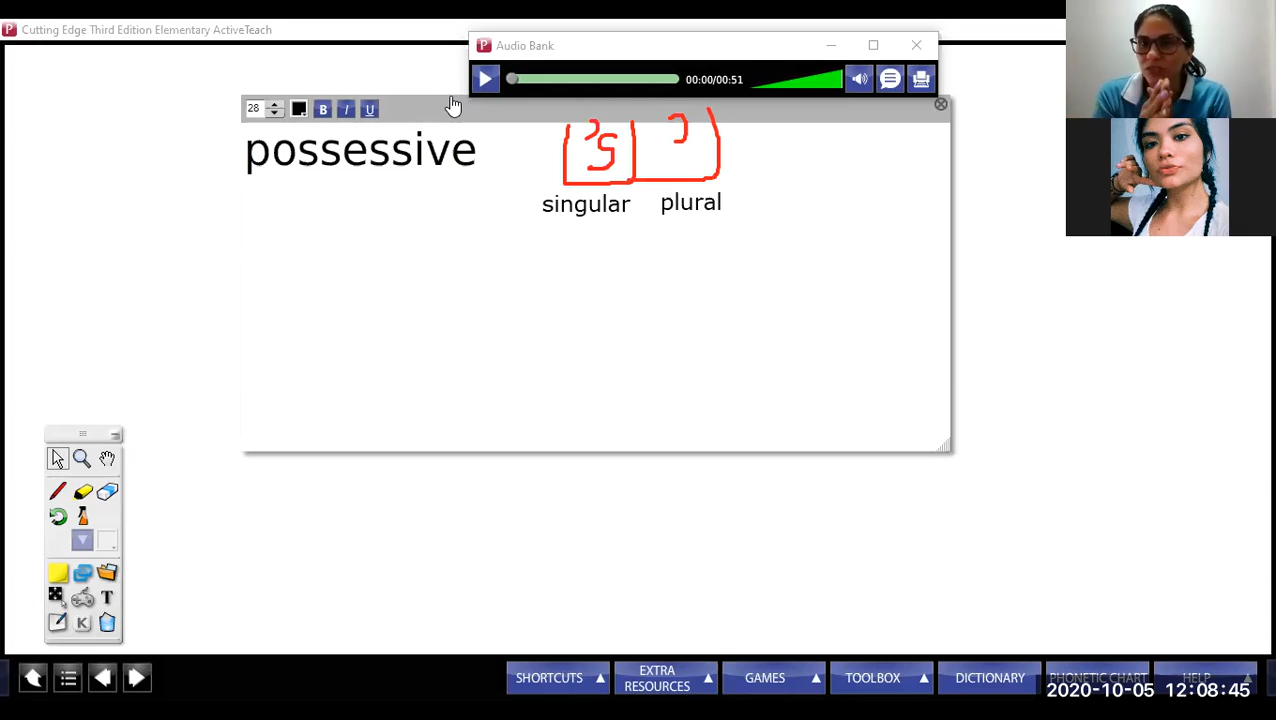 Cutting Edge Third Edition Elementary ActiveTeach
Audio Bank
00:00/00:51
28 B I U
possessive 's '
singular plural
T
K
SHORTCUTS EXTRA RESOURCES GAMES TOOLBOX DICTIONARY PHONETIC CHART HELP
2020-10-05 12:08:45